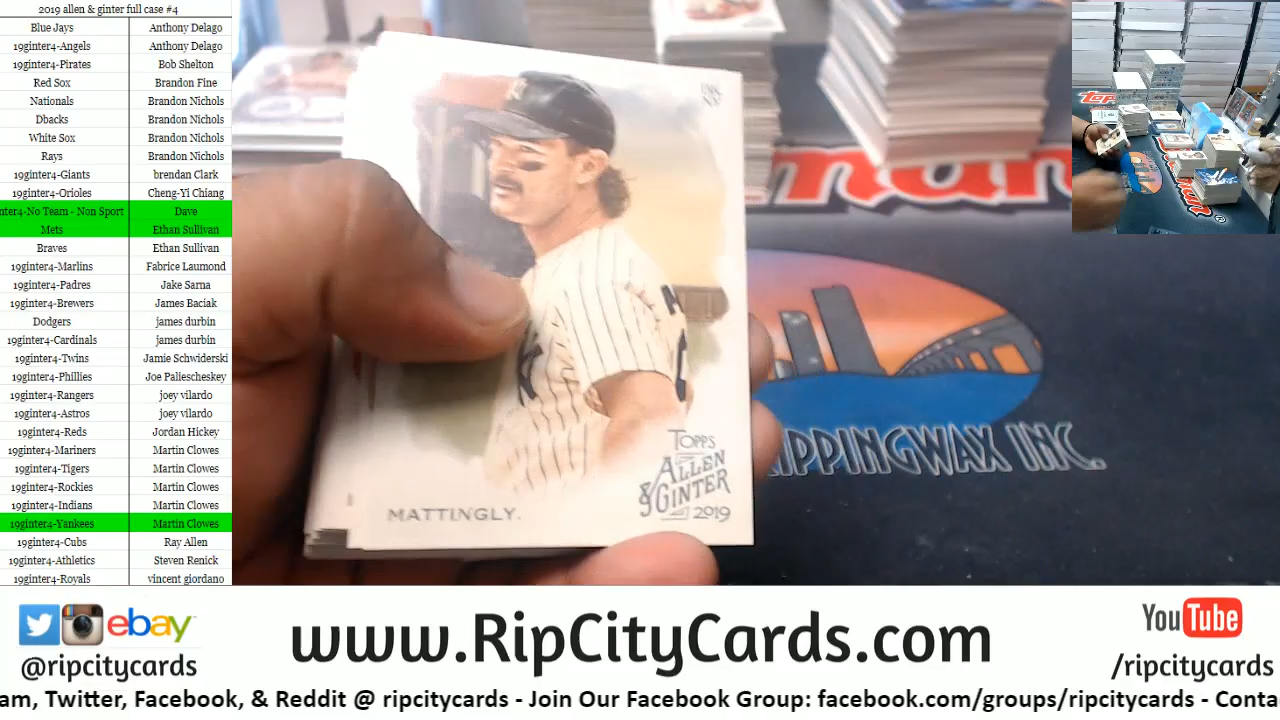 2019 allen & ginter full case #4
Blue Jays Anthony Delago
19ginter4-Angels Anthony Delago
19ginter4-Pirates Bob Shelton
Red Sox Brandon Fine
Nationals Brandon Nichols
Dbacks Brandon Nichols
White Sox Brandon Nichols
Rays Brandon Nichols
19ginter4-Giants brendan Clark
19ginter4-Orioles Cheng-Yi Chiang
nter4-No Team - Non Sport Dave
Mets Ethan Sullivan
Braves Ethan Sullivan
19ginter4-Marlins Fabrice Laumond
19ginter4-Padres Jake Sarna
19ginter4-Brewers James Baciak
Dodgers james durbin
19ginter4-Cardinals james durbin
19ginter4-Twins Jamie Schwiderski
19ginter4-Phillies Joe Paliescheskey
19ginter4-Rangers joey vilardo
19ginter4-Astros joey vilardo
19ginter4-Reds Jordan Hickey
19ginter4-Mariners Martin Clowes
19ginter4-Tigers Martin Clowes
19ginter4-Rockies Martin Clowes
19ginter4-Indians Martin Clowes
19ginter4-Yankees Martin Clowes
19ginter4-Cubs Ray Allen
19ginter4-Athletics Steven Renick
19ginter4-Royals vincent giordano
TOPPS
ALLEN
& GINTER
2019
MATTINGLY.
RIPPINGWAX INC.
ebay
@ripcitycards
www.RipCityCards.com
YouTube
/ripcitycards
am, Twitter, Facebook, & Reddit @ ripcitycards - Join Our Facebook Group: facebook.com/groups/ripcitycards - Conta